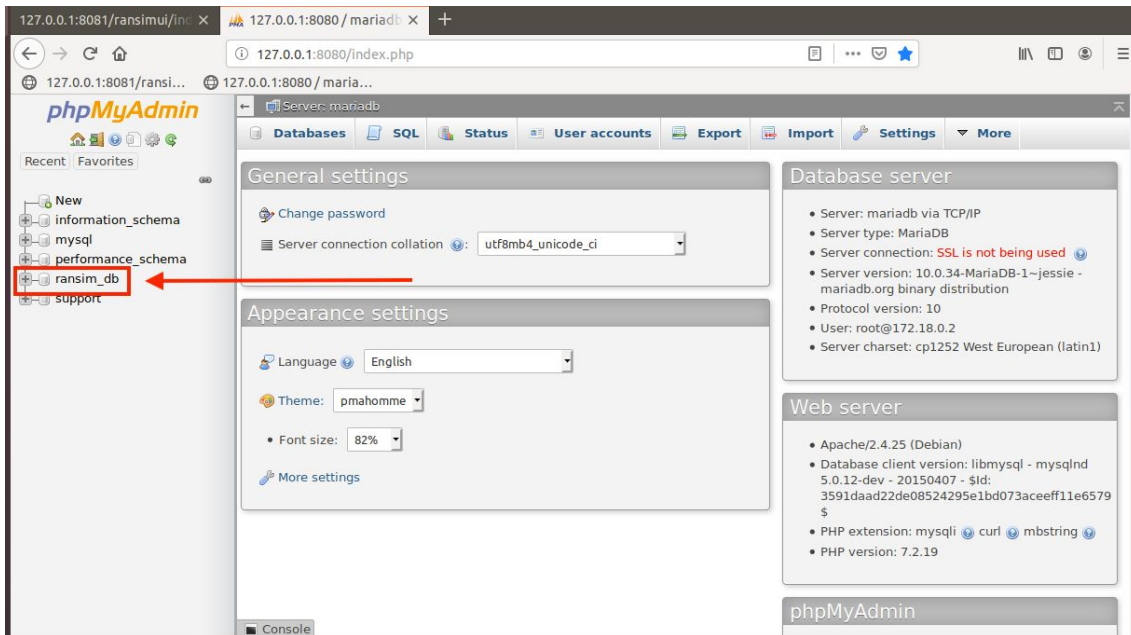 127.0.0.1:8081/ransimui/ind
127.0.0.1:8080 / mariadb
127.0.0.1:8080/index.php
127.0.0.1:8081/ransi...
127.0.0.1:8080 / maria...
phpMyAdmin
Recent Favorites
New
information_schema
mysql
performance_schema
ransim_db
support
Server: mariadb
Databases SQL Status User accounts Export Import Settings More
General settings
Change password
Server connection collation : utf8mb4_unicode_ci
Appearance settings
Language English
Theme: pmahomme
• Font size: 82%
More settings
Database server
• Server: mariadb via TCP/IP
• Server type: MariaDB
• Server connection: SSL is not being used
• Server version: 10.0.34-MariaDB-1~jessie -
mariadb.org binary
distribution
• Protocol version: 10
• User: root@172.18.0.2
• Server charset: cp1252 West European (latin1)
Web server
• Apache/2.4.25 (Debian)
• Database client version: libmysql - mysqlnd
5.0.12-dev - 20150407 - $Id:
3591daad22de08524295e1bd073aceeff11e6579
$
• PHP extension: mysqli curl mbstring
• PHP version: 7.2.19
phpMyAdmin
Console